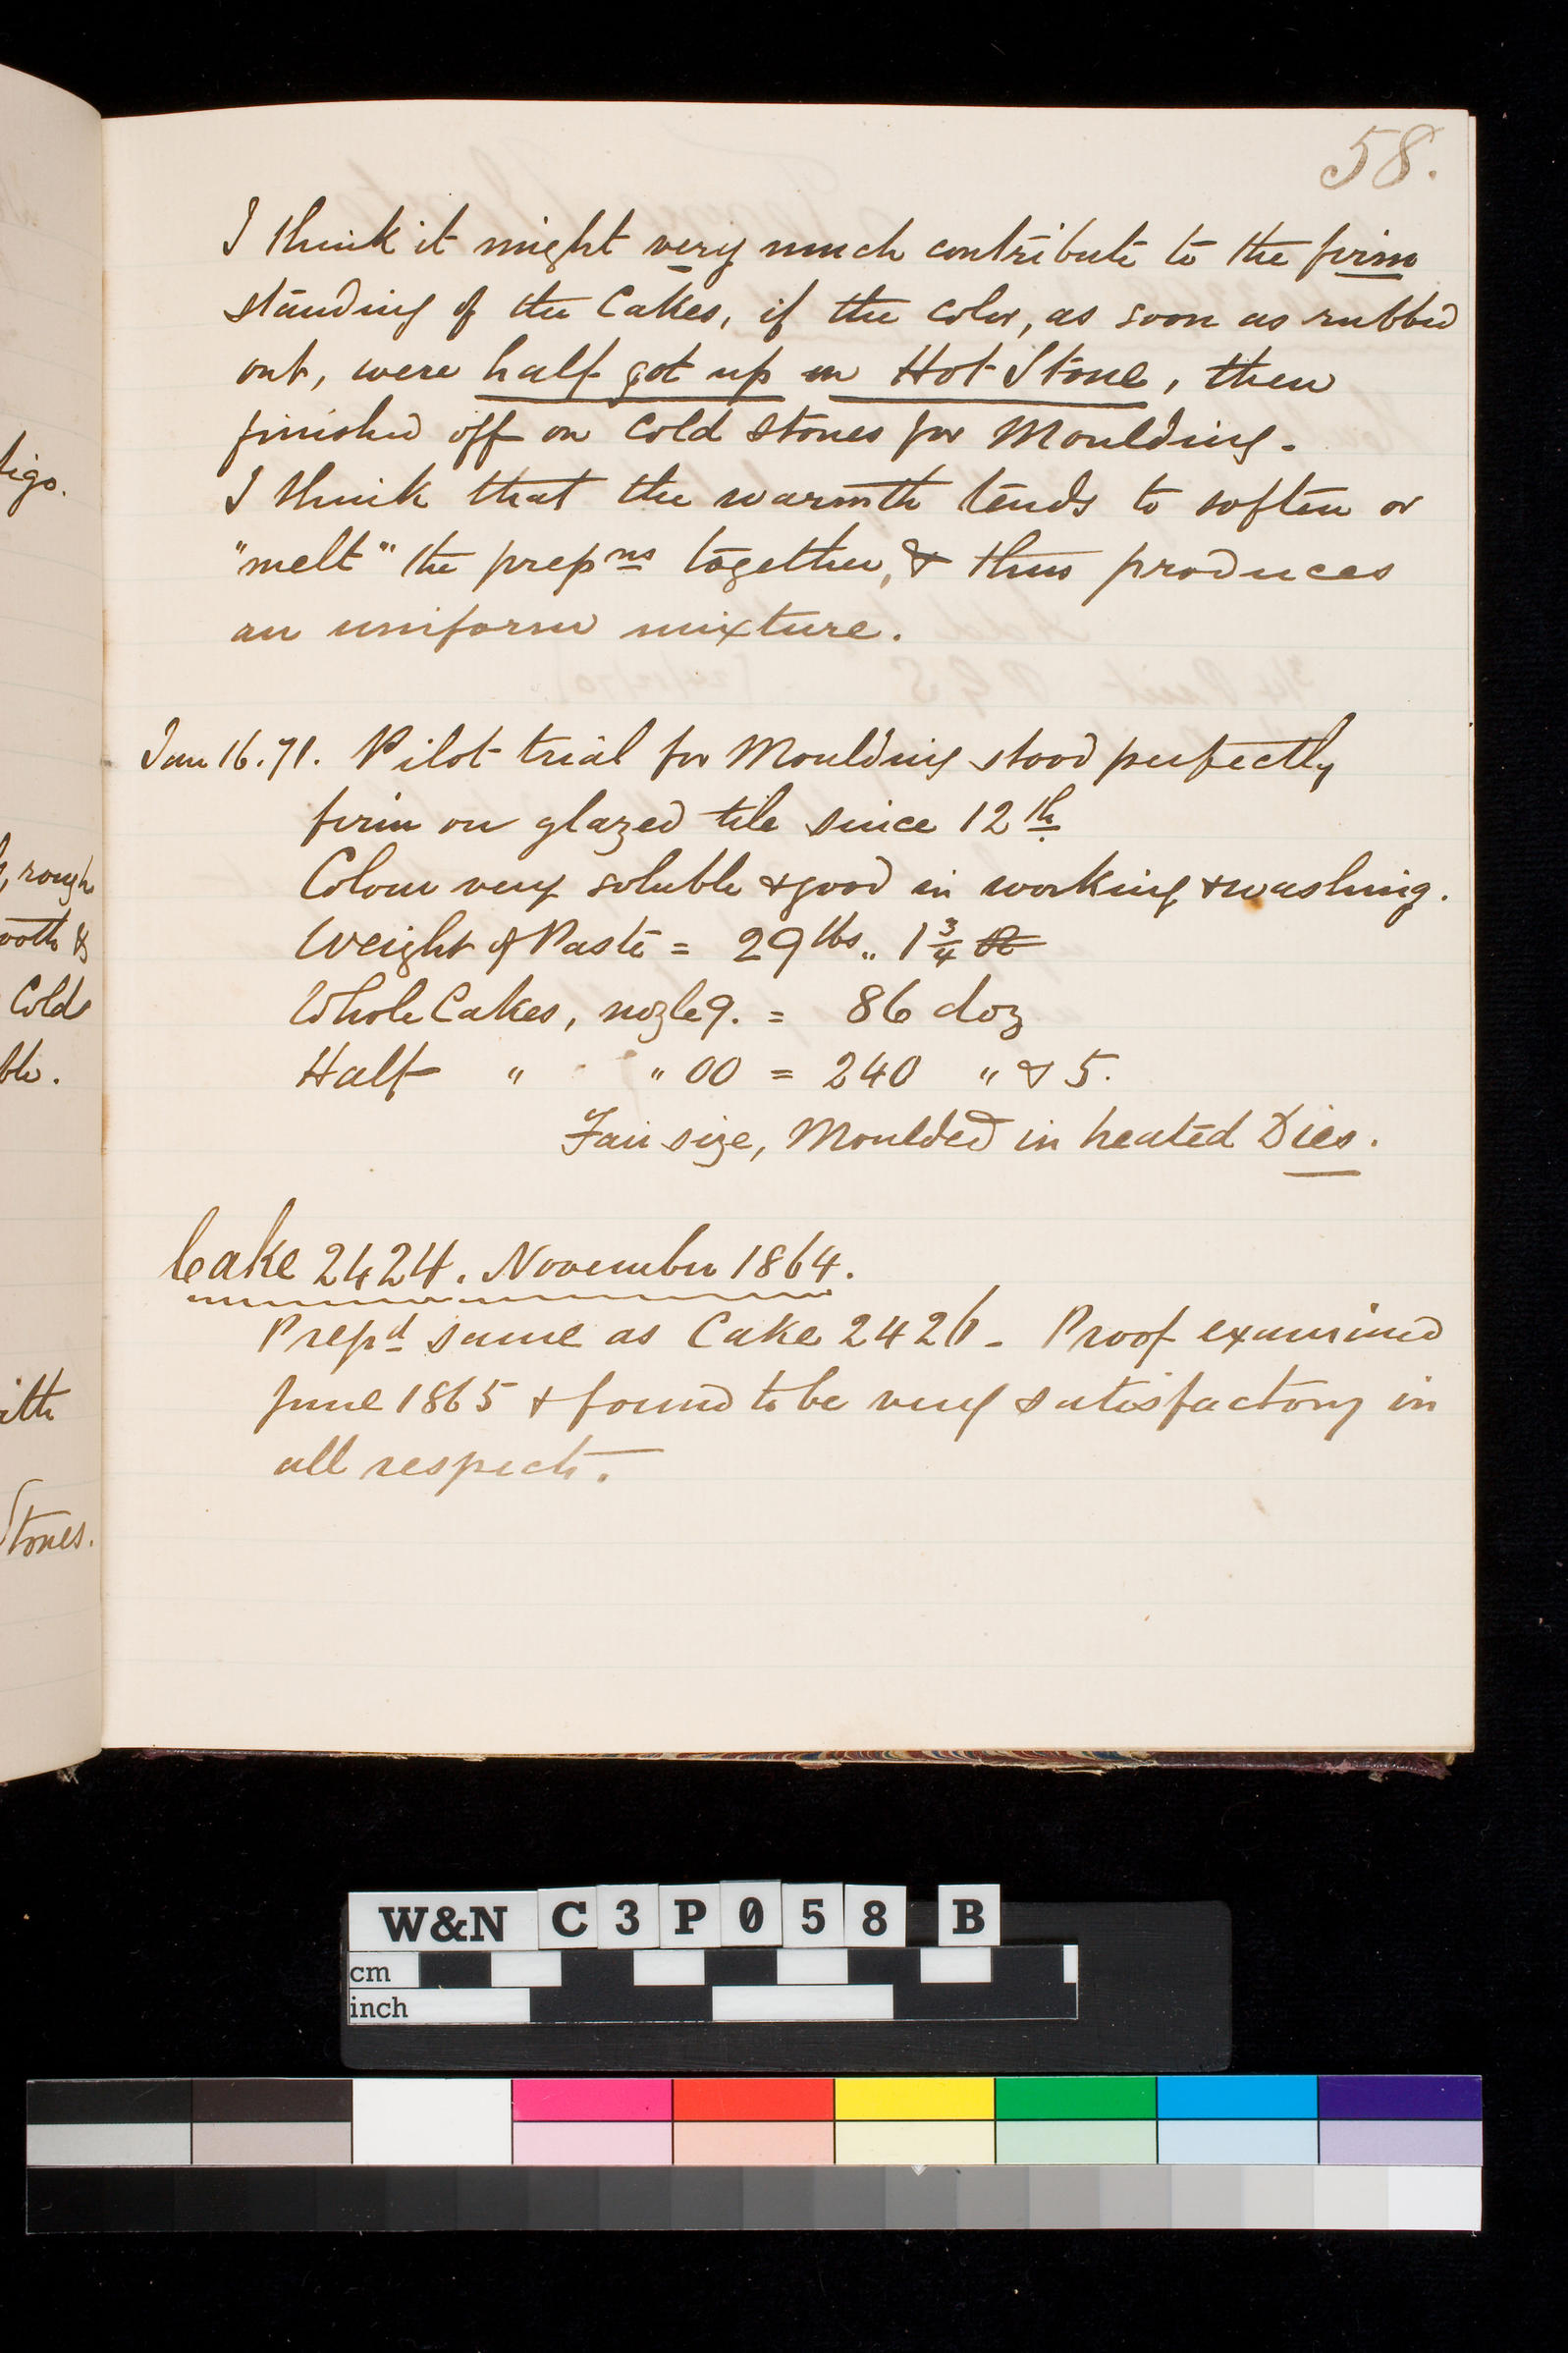 58.
I think it might very much contribute to the firm
standing of the Cakes, if the color, as soon as rubbed
out, were half got up on Hot Stone, then
finished off on Cold Stones for Moulding.
I think that the warmth tends to soften or
"melt" the prepns together, & thus produces
an uniform mixture.
Jan 16.71. Pilot trial for Moulding stood perfectly
firm on glazed tile since 12th
Colour very soluble & good in working & washing.
Weight of Paste = 29 lbs,, 1 3/4
Whole Cakes, nozle 9. = 86 doz
Half " " 00 = 240 " & 5.
Fair size, Moulded in heated Dies.
Cake 2424. November 1864.
Prepd same as Cake 2426 - Proof examined
June 1865 & found to be very satisfactory in
all respects.
igo.
rough
Cold
ble.
ith
Stones.
W&N C3P058 B
cm
inch